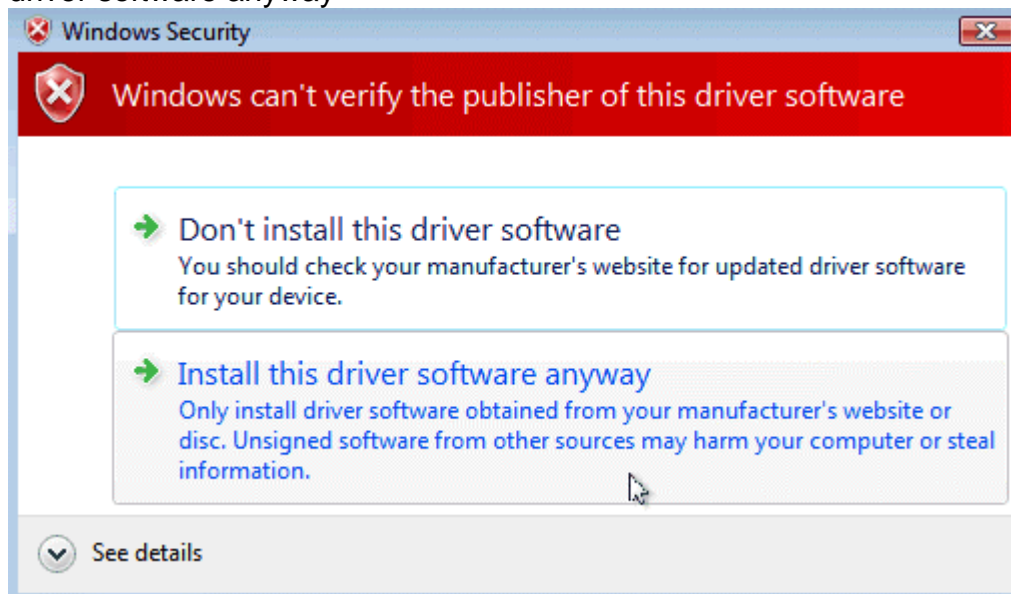 driver software anyway
Windows Security
Windows can't verify the publisher of this driver software
Don't install this driver software
You should check your manufacturer's website for updated driver software
for your device.
Install this driver software anyway
Only install driver software obtained from your manufacturer's website or
disc. Unsigned software from other sources may harm your computer or steal
information.
See details